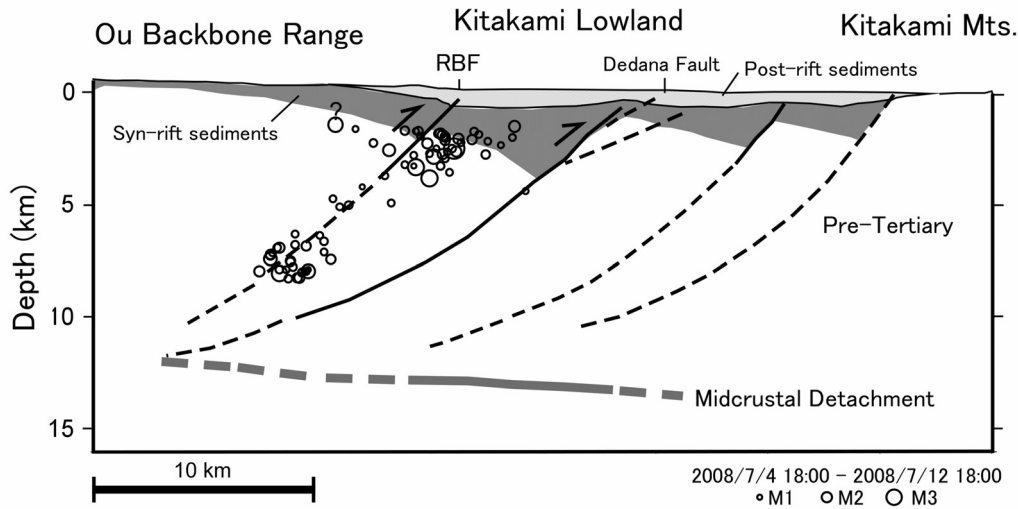 Ou Backbone Range
Kitakami Lowland
Kitakami Mts.
RBF
Dedana Fault
Post-rift sediments
Syn-rift sediments
?
Pre-Tertiary
Midcrustal Detachment
Depth (km)
0
5
10
15
10 km
2008/7/4 18:00 - 2008/7/12 18:00
M1 M2 M3